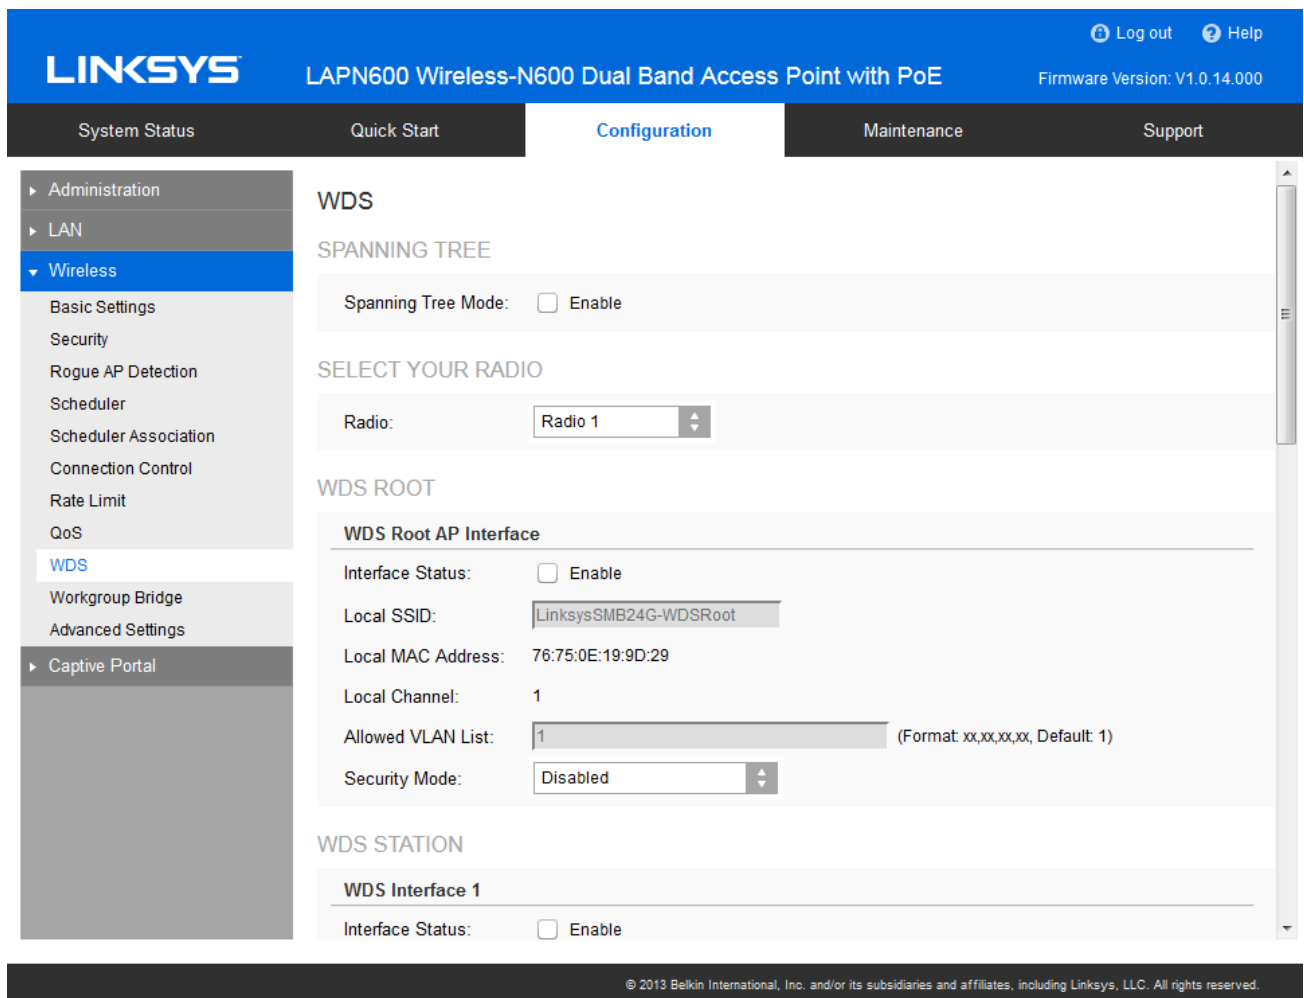 Log out Help
LINKSYS LAPN600 Wireless-N600 Dual Band Access Point with PoE Firmware Version: V1.0.14.000
System Status Quick Start Configuration Maintenance Support
Administration
LAN
Wireless
Basic Settings
Security
Rogue AP Detection
Scheduler
Scheduler Association
Connection Control
Rate Limit
QoS
WDS
Workgroup Bridge
Advanced Settings
Captive Portal
WDS
SPANNING TREE
Spanning Tree Mode: Enable
SELECT YOUR RADIO
Radio: Radio 1
WDS ROOT
WDS Root AP Interface
Interface Status: Enable
Local SSID: LinksysSMB24G-WDSRoot
Local MAC Address: 76:75:0E:19:9D:29
Local Channel: 1
Allowed VLAN List: 1 (Format: xx,xx,xx,xx, Default: 1)
Security Mode: Disabled
WDS STATION
WDS Interface 1
Interface Status: Enable
© 2013 Belkin International, Inc. and/or its subsidiaries and affiliates, including Linksys, LLC. All rights reserved.